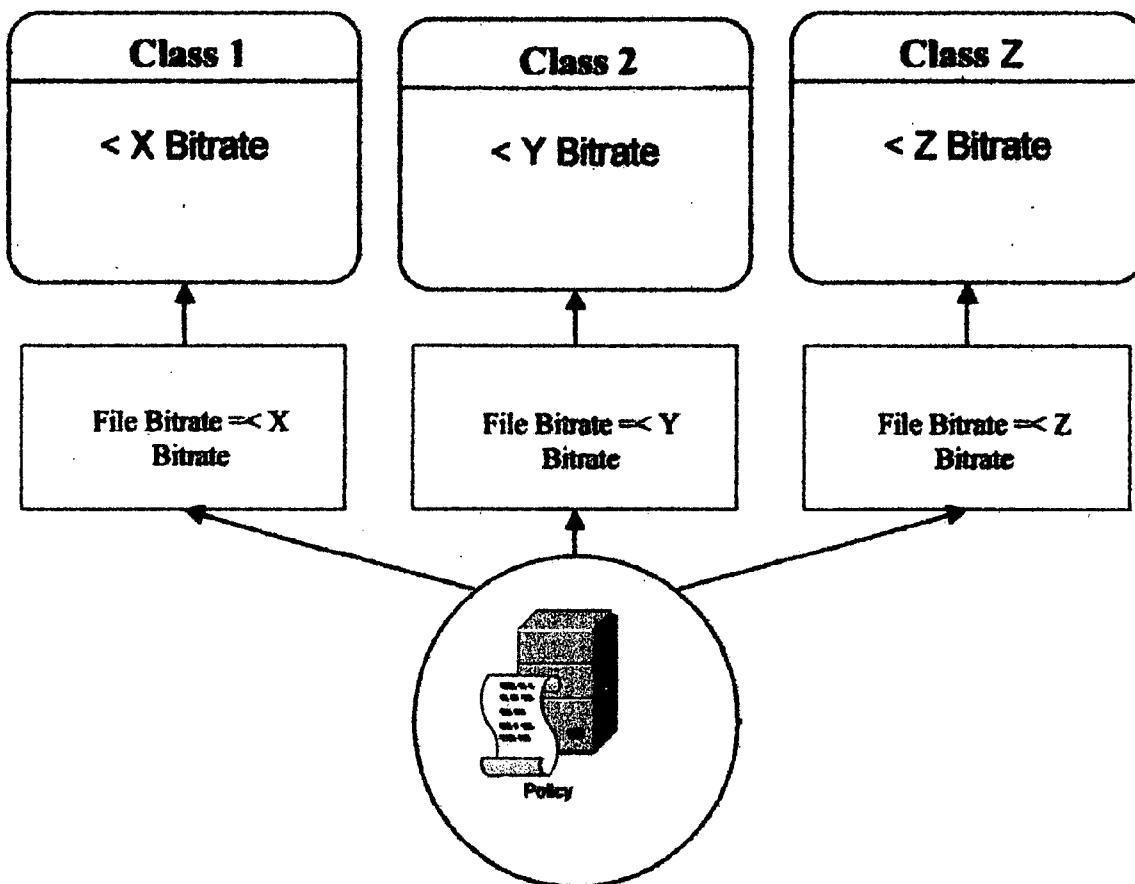 Class 1
Class 2
Class Z
< X Bitrate
< Y Bitrate
< Z Bitrate
File Bitrate =< X
Bitrate
File Bitrate =< Y
Bitrate
File Bitrate =< Z
Bitrate
Policy